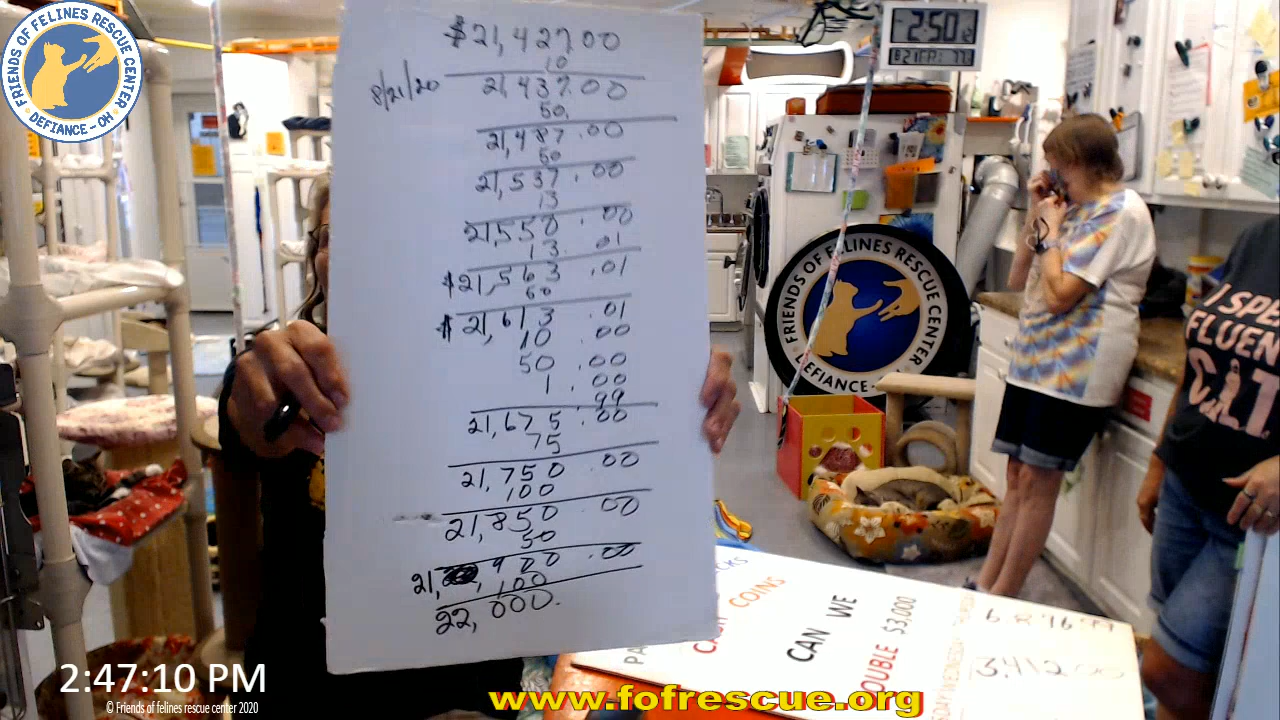 FRIENDS OF FELINES RESCUE CENTER
DEFIANCE - OH
$21,427.00
10
8/21/20
21,437.00
50.
21,487.00
50
21,537.00
13
21,550.00
13.01
$21,563.01
50
$21,613.01
10.00
50.00
1.00
.99
21,675.00
75
21,750.00
100
21,850.00
50
21, 900.00
100
22,000.
2:50
FRIENDS OF FELINES RESCUE CENTER
DEFIANCE
I SPE
FLUEN
CAT
COINS
CAN WE
DOUBLE $3,000
3,412.00
2:47:10 PM
© Friends of felines rescue center 2020
www.fofrescue.org